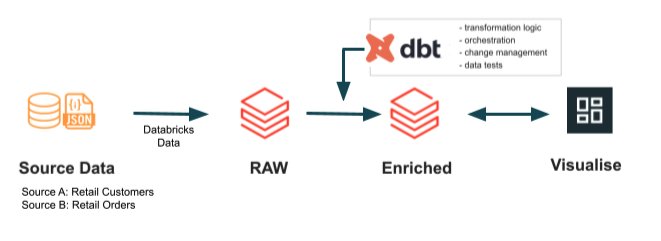 dbt
- transformation logic
- orchestration
- change management
- data tests
{;}
JSON
Databricks
Data
Source Data
RAW
Enriched
Visualise
Source A: Retail Customers
Source B: Retail Orders